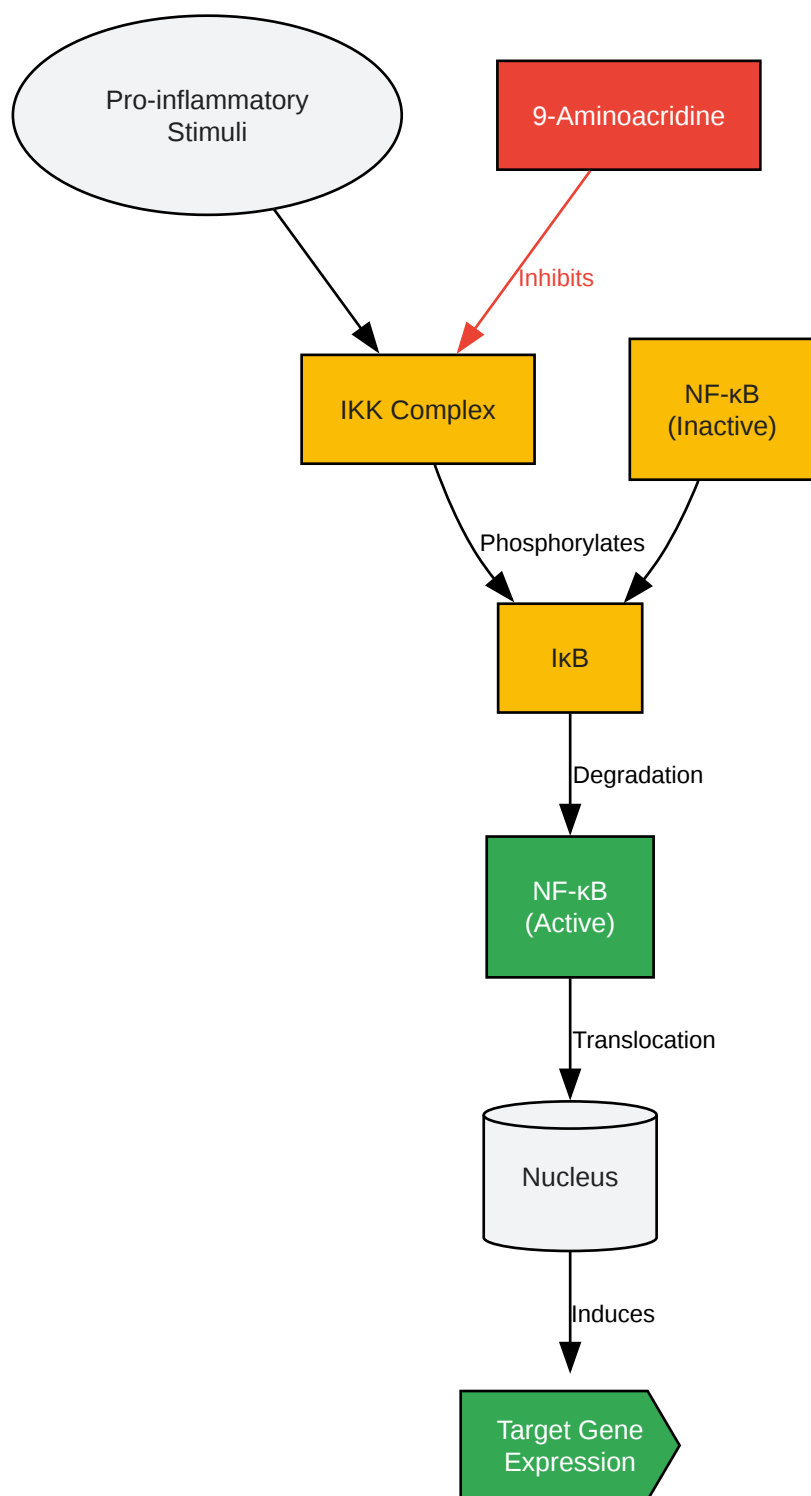 Pro-inflammatory
Stimuli
9-Aminoacridine
Inhibits
IKK Complex
NF-κB
(Inactive)
Phosphorylates
IκB
Degradation
NF-κB
(Active)
Translocation
Nucleus
Induces
Target Gene
Expression